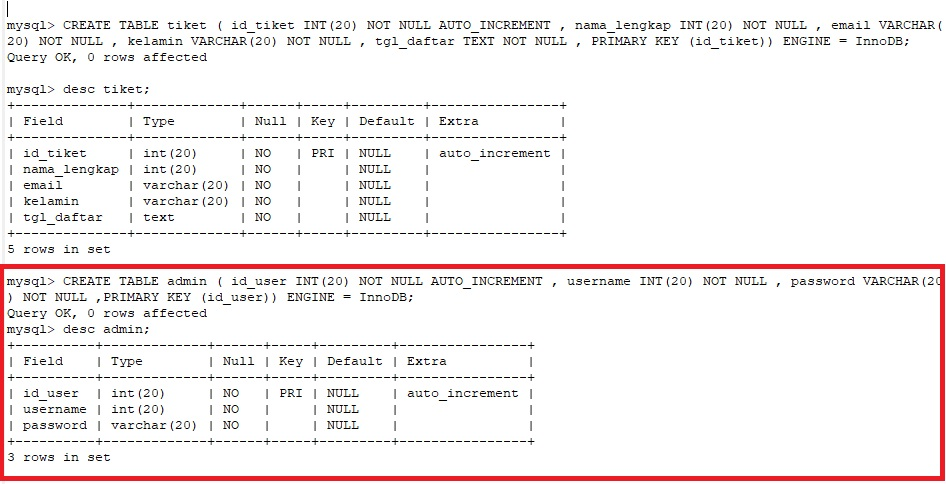 mysql> CREATE TABLE tiket ( id_tiket INT(20) NOT NULL AUTO_INCREMENT , nama_lengkap INT(20) NOT NULL , email VARCHAR(
20) NOT NULL , kelamin VARCHAR(20) NOT NULL , tgl_daftar TEXT NOT NULL , PRIMARY KEY (id_tiket)) ENGINE = InnoDB;
Query OK, 0 rows affected
mysql> desc tiket;
+--------------+-------------+------+-----+---------+----------------+
| Field        | Type        | Null | Key | Default | Extra          |
+--------------+-------------+------+-----+---------+----------------+
| id_tiket     | int(20)     | NO   | PRI | NULL    | auto_increment |
| nama_lengkap | int(20)     | NO   |     | NULL    |                |
| email        | varchar(20) | NO   |     | NULL    |                |
| kelamin      | varchar(20) | NO   |     | NULL    |                |
| tgl_daftar   | text        | NO   |     | NULL    |                |
+--------------+-------------+------+-----+---------+----------------+
5 rows in set
mysql> CREATE TABLE admin ( id_user INT(20) NOT NULL AUTO_INCREMENT , username INT(20) NOT NULL , password VARCHAR(20
) NOT NULL ,PRIMARY KEY (id_user)) ENGINE = InnoDB;
Query OK, 0 rows affected
mysql> desc admin;
+----------+-------------+------+-----+---------+----------------+
| Field    | Type        | Null | Key | Default | Extra          |
+----------+-------------+------+-----+---------+----------------+
| id_user  | int(20)     | NO   | PRI | NULL    | auto_increment |
| username | int(20)     | NO   |     | NULL    |                |
| password | varchar(20) | NO   |     | NULL    |                |
+----------+-------------+------+-----+---------+----------------+
3 rows in set